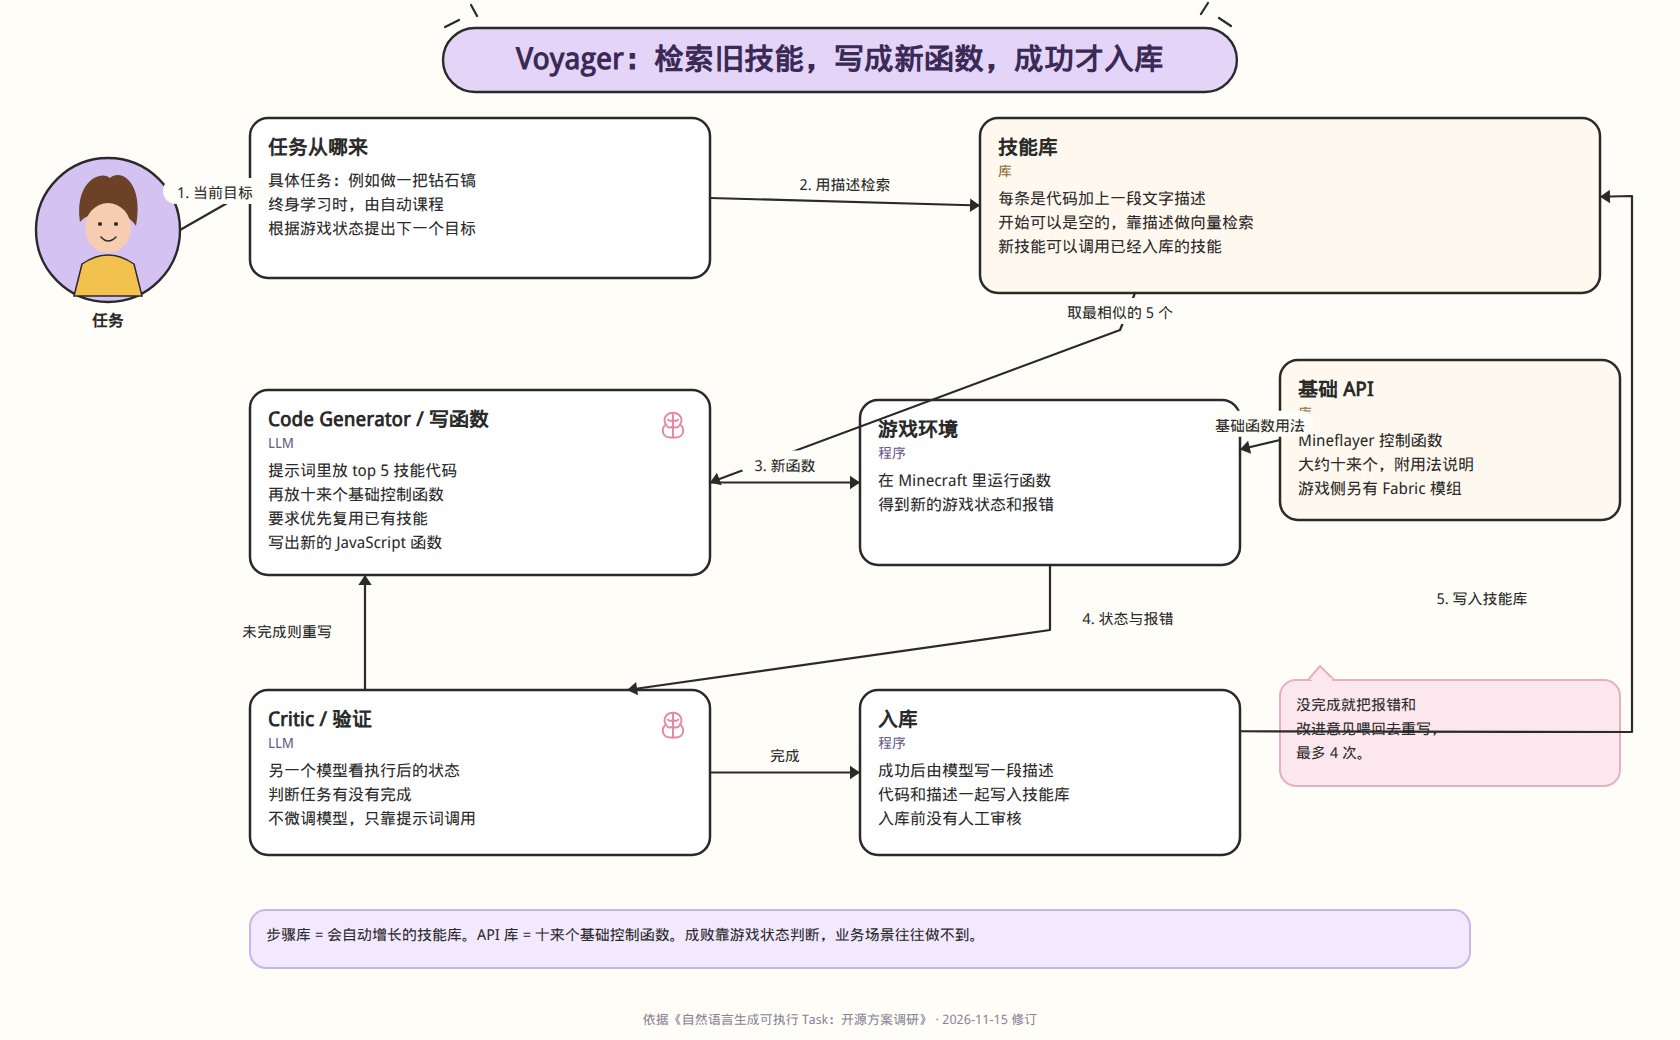 Voyager：检索旧技能，写成新函数，成功才入库
任务从哪来
具体任务：例如做一把钻石镐
终身学习时，由自动课程
根据游戏状态提出下一个目标
1. 当前目标
任务
2. 用描述检索
技能库
库
每条是代码加上一段文字描述
开始可以是空的，靠描述做向量检索
新技能可以调用已经入库的技能
取最相似的 5 个
Code Generator / 写函数
LLM
提示词里放 top 5 技能代码
再放十来个基础控制函数
要求优先复用已有技能
写出新的 JavaScript 函数
3. 新函数
游戏环境
程序
在 Minecraft 里运行函数
得到新的游戏状态和报错
基础函数用法
基础 API
Mineflayer 控制函数
大约十来个，附用法说明
游戏侧另有 Fabric 模组
未完成则重写
4. 状态与报错
5. 写入技能库
Critic / 验证
LLM
另一个模型看执行后的状态
判断任务有没有完成
不微调模型，只靠提示词调用
完成
入库
程序
成功后由模型写一段描述
代码和描述一起写入技能库
入库前没有人工审核
没完成就把报错和
改进意见喂回去重写，
最多 4 次。
步骤库 = 会自动增长的技能库。API 库 = 十来个基础控制函数。成败靠游戏状态判断，业务场景往往做不到。
依据《自然语言生成可执行 Task：开源方案调研》 · 2026-11-15 修订